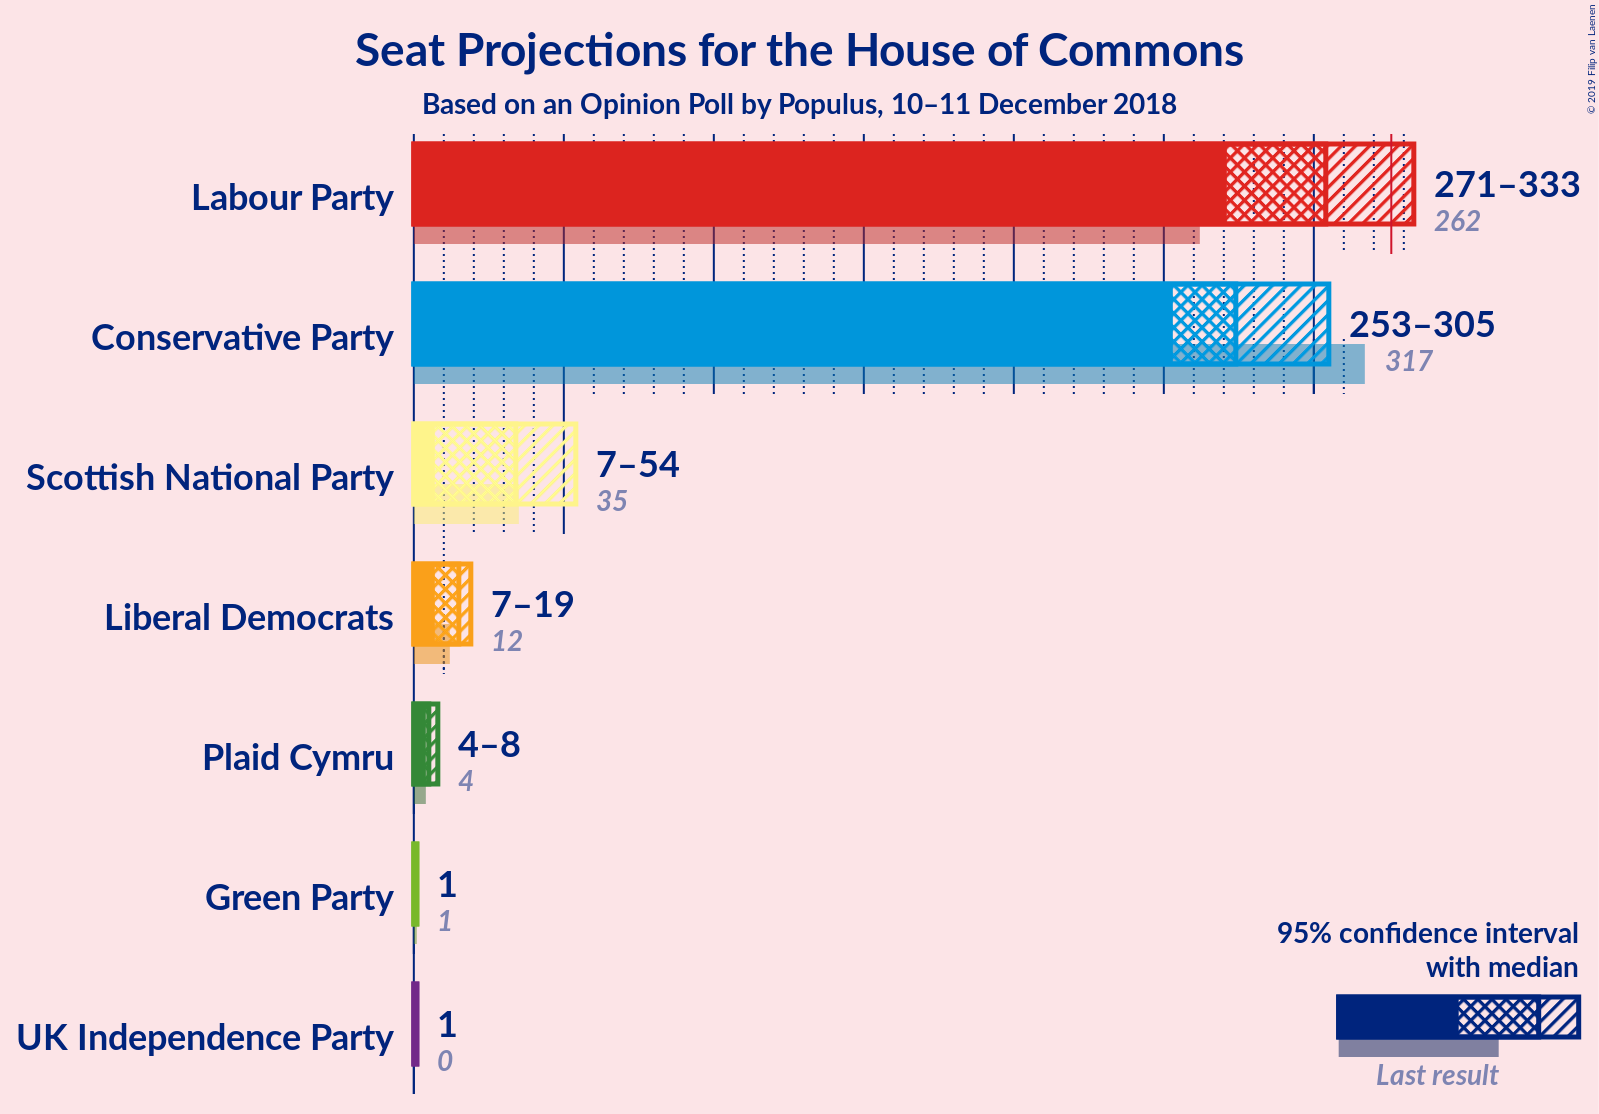 Seat Projections for the House of Commons
Based on an Opinion Poll by Populus, 10–11 December 2018
© 2019 Filip van Laenen
Labour Party
271–333
262
Conservative Party
253–305
317
Scottish National Party
7–54
35
Liberal Democrats
7–19
12
Plaid Cymru
4–8
4
Green Party
1
1
UK Independence Party
1
0
95% confidence interval
with median
Last result